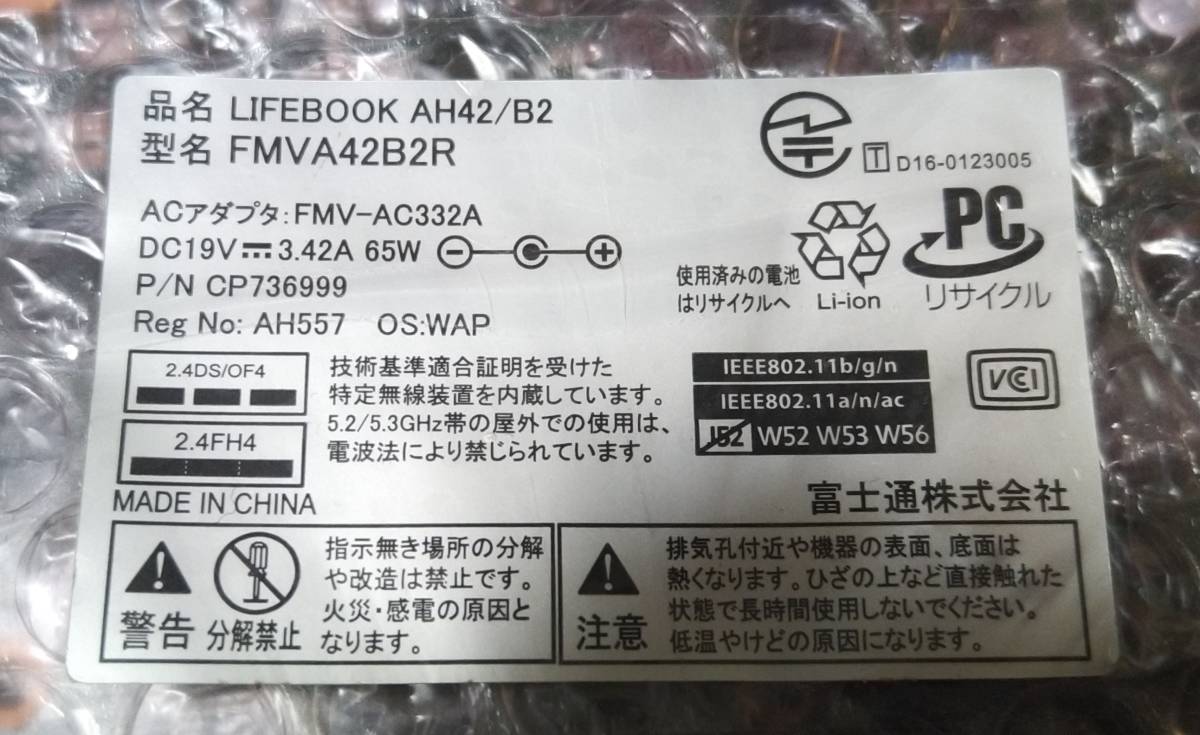 品名 LIFEBOOK AH42/B2
型名 FMVA42B2R
T D16-0123005
ACアダプタ:FMV-AC332A
DC19V 3.42A 65W
P/N CP736999
Reg No: AH557 OS:WAP
使用済みの電池
はリサイクルへ
Li-ion
PC
リサイクル
2.4DS/OF4
2.4FH4
技術基準適合証明を受けた
特定無線装置を内蔵しています。
5.2/5.3GHz帯の屋外での使用は、
電波法により禁じられています。
IEEE802.11b/g/n
IEEE802.11a/n/ac
J52 W52 W53 W56
VCCI
MADE IN CHINA
富士通株式会社
警告
分解禁止
指示無き場所の分解
や改造は禁止です。
火災・感電の原因と
なります。
注意
排気孔付近や機器の表面、底面は
熱くなります。ひざの上など直接触れた
状態で長時間使用しないでください。
低温やけどの原因になります。